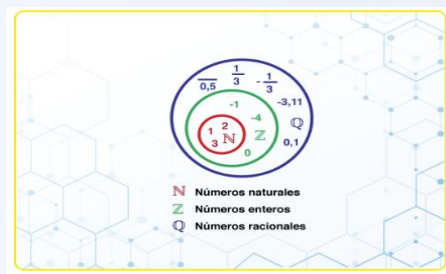 0,5
1/3
-1/3
-1
-3,11
-4
1 2
3 ℕ
ℤ
ℚ
0
0,1
ℕ Números naturales
ℤ Números enteros
ℚ Números racionales